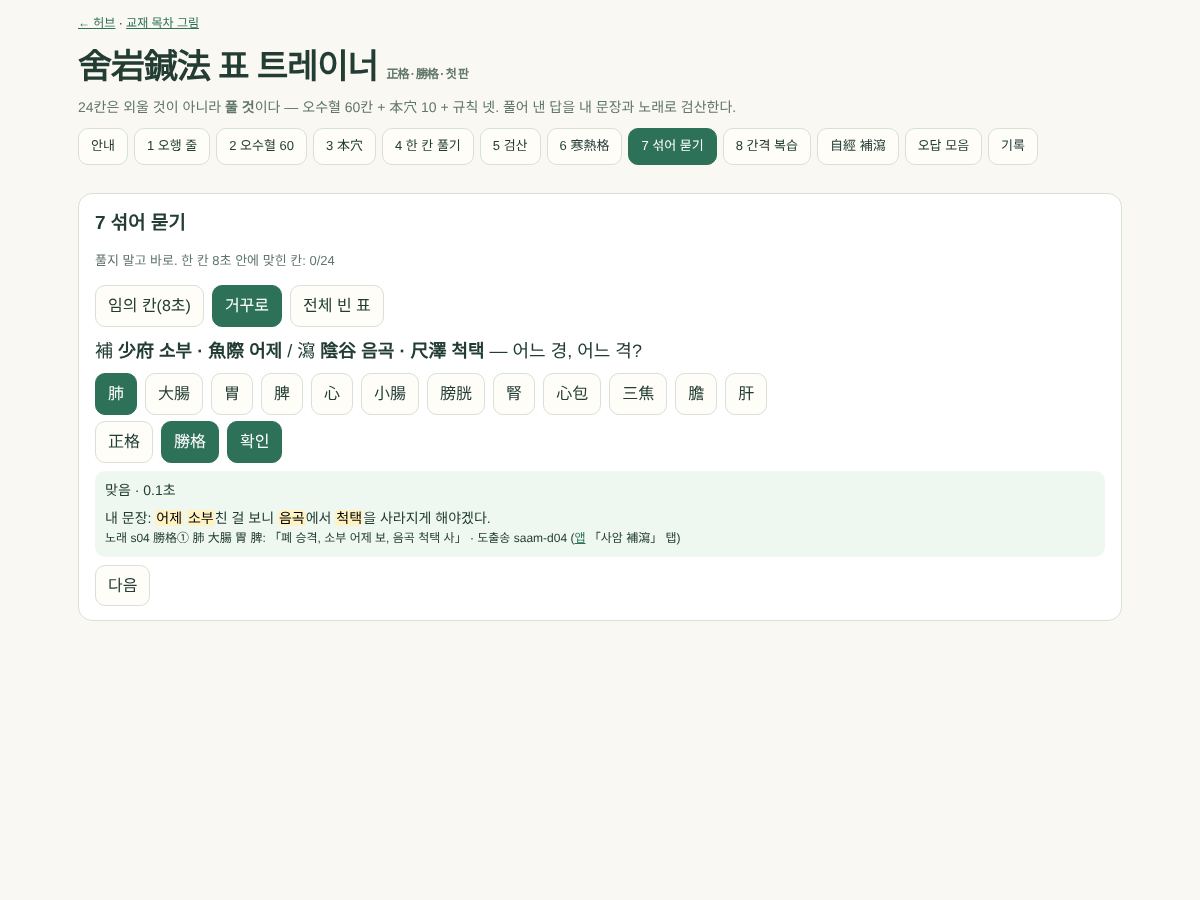 ← 허브 · 교재 목차 그림
舍岩鍼法 표 트레이너 正格·勝格·첫 판
24칸은 외울 것이 아니라 풀 것이다 — 오수혈 60칸 + 本穴 10 + 규칙 넷. 풀어 낸 답을 내 문장과 노래로 검산한다.
안내 1 오행 줄 2 오수혈 60 3 本穴 4 한 칸 풀기 5 검산 6 寒熱格 7 섞어 묻기 8 간격 복습 自經 補瀉 오답 모음 기록
7 섞어 묻기
풀지 말고 바로. 한 칸 8초 안에 맞힌 칸: 0/24
임의 칸(8초) 거꾸로 전체 빈 표
補 少府 소부 · 魚際 어제 / 瀉 陰谷 음곡 · 尺澤 척택 — 어느 경, 어느 격?
肺 大腸 胃 脾 心 小腸 膀胱 腎 心包 三焦 膽 肝
正格 勝格 확인
맞음 · 0.1초
내 문장: 어제 소부친 걸 보니 음곡에서 척택을 사라지게 해야겠다.
노래 s04 勝格① 肺 大腸 胃 脾: 「폐 승격, 소부 어제 보, 음곡 척택 사」 · 도출송 saam-d04 (앱 「사암 補瀉」 탭)
다음